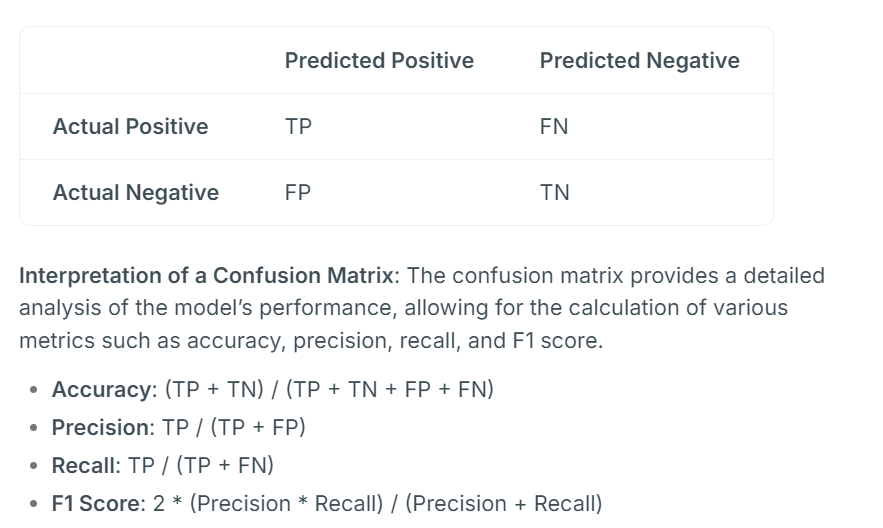 Predicted Positive Predicted Negative
Actual Positive TP FN
Actual Negative FP TN
Interpretation of a Confusion Matrix: The confusion matrix provides a detailed
analysis of the model’s performance, allowing for the calculation of various
metrics such as accuracy, precision, recall, and F1 score.
• Accuracy: (TP + TN) / (TP + TN + FP + FN)
• Precision: TP / (TP + FP)
• Recall: TP / (TP + FN)
• F1 Score: 2 * (Precision * Recall) / (Precision + Recall)